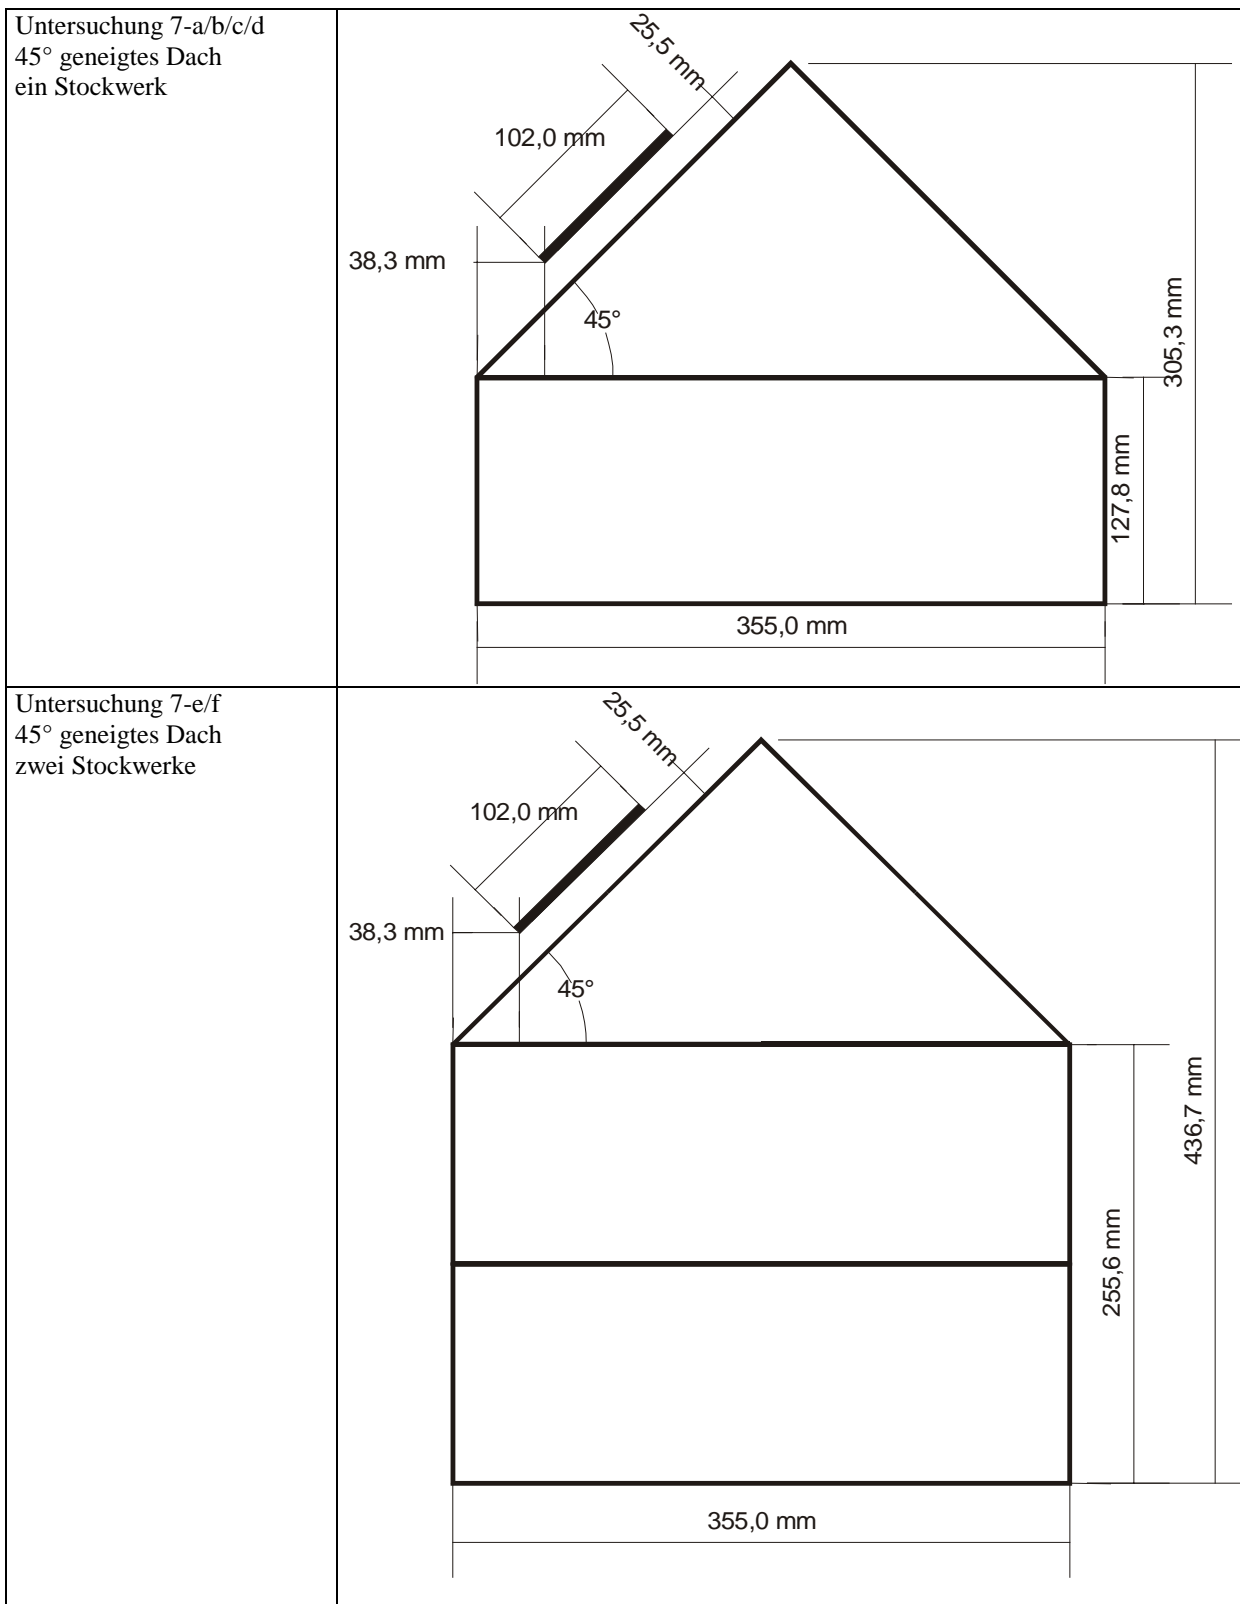 Untersuchung 7-a/b/c/d
45° geneigtes Dach
ein Stockwerk
25,5 mm
102,0 mm
38,3 mm
45°
305,3 mm
127,8 mm
355,0 mm
Untersuchung 7-e/f
45° geneigtes Dach
zwei Stockwerke
25,5 mm
102,0 mm
38,3 mm
45°
436,7 mm
255,6 mm
355,0 mm